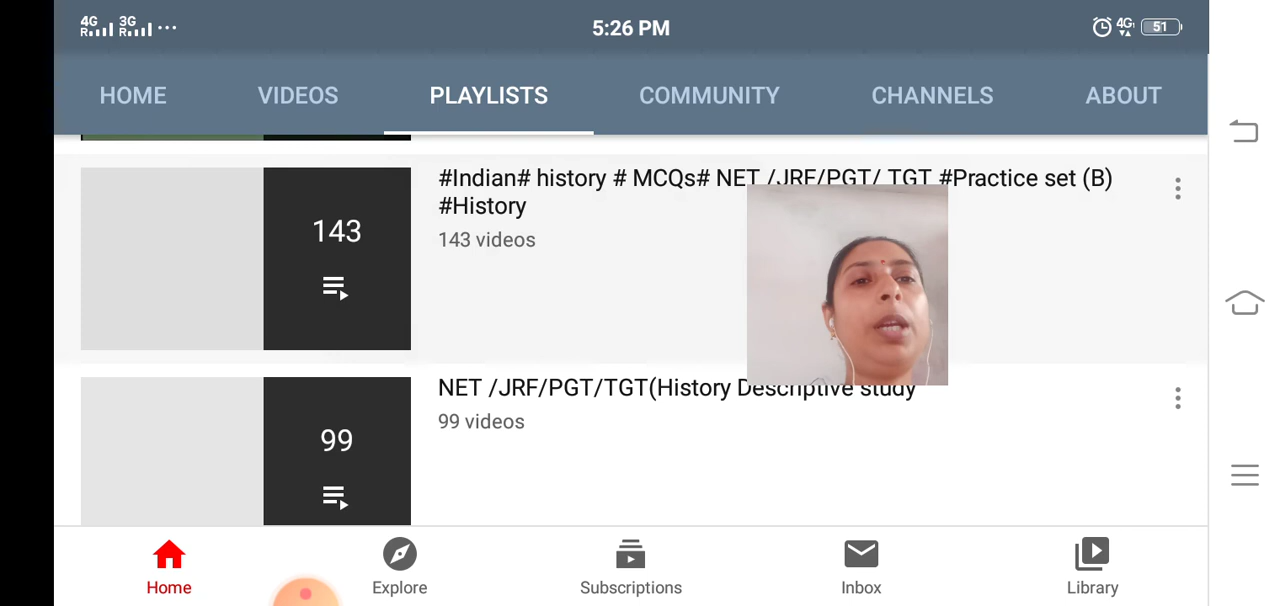 4G R 3G R ... 5:26 PM 4G 51
HOME VIDEOS PLAYLISTS COMMUNITY CHANNELS ABOUT
143
#Indian# history # MCQs# NET /JRF/PGT/ TGT #Practice set (B)
#History
143 videos
99
NET /JRF/PGT/TGT(History Descriptive study
99 videos
Home Explore Subscriptions Inbox Library